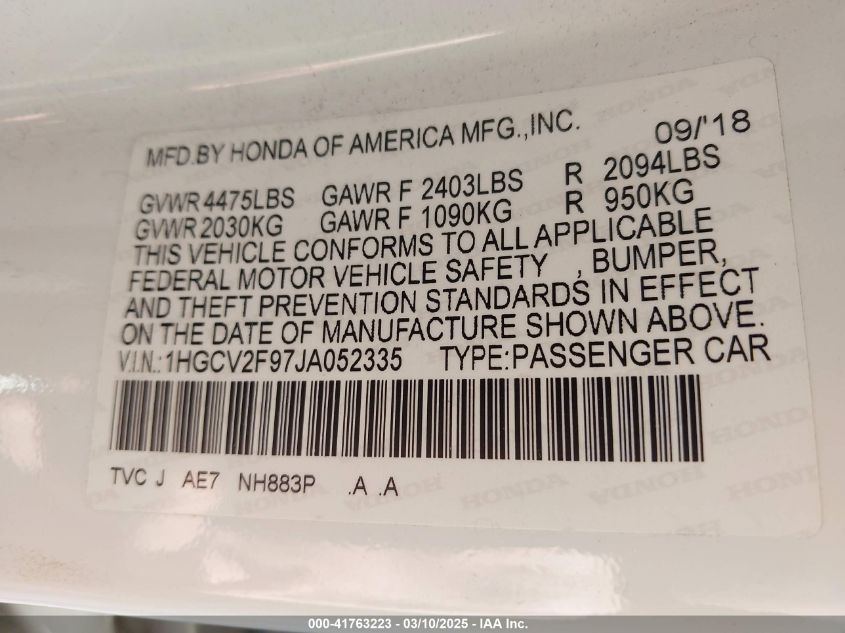 MFD.BY HONDA OF AMERICA MFG.,INC. 09/'18
GVWR 4475LBS GAWR F 2403LBS R 2094LBS
GVWR 2030KG GAWR F 1090KG R 950KG
THIS VEHICLE CONFORMS TO ALL APPLICABLE
FEDERAL MOTOR VEHICLE SAFETY , BUMPER,
AND THEFT PREVENTION STANDARDS IN EFFECT
ON THE DATE OF MANUFACTURE SHOWN ABOVE.
V.I.N.:1HGCV2F97JA052335 TYPE:PASSENGER CAR
TVC J AE7 NH883P .A .A
HONDA HONDA HONDA
000-41763223 - 03/10/2025 - IAA Inc.